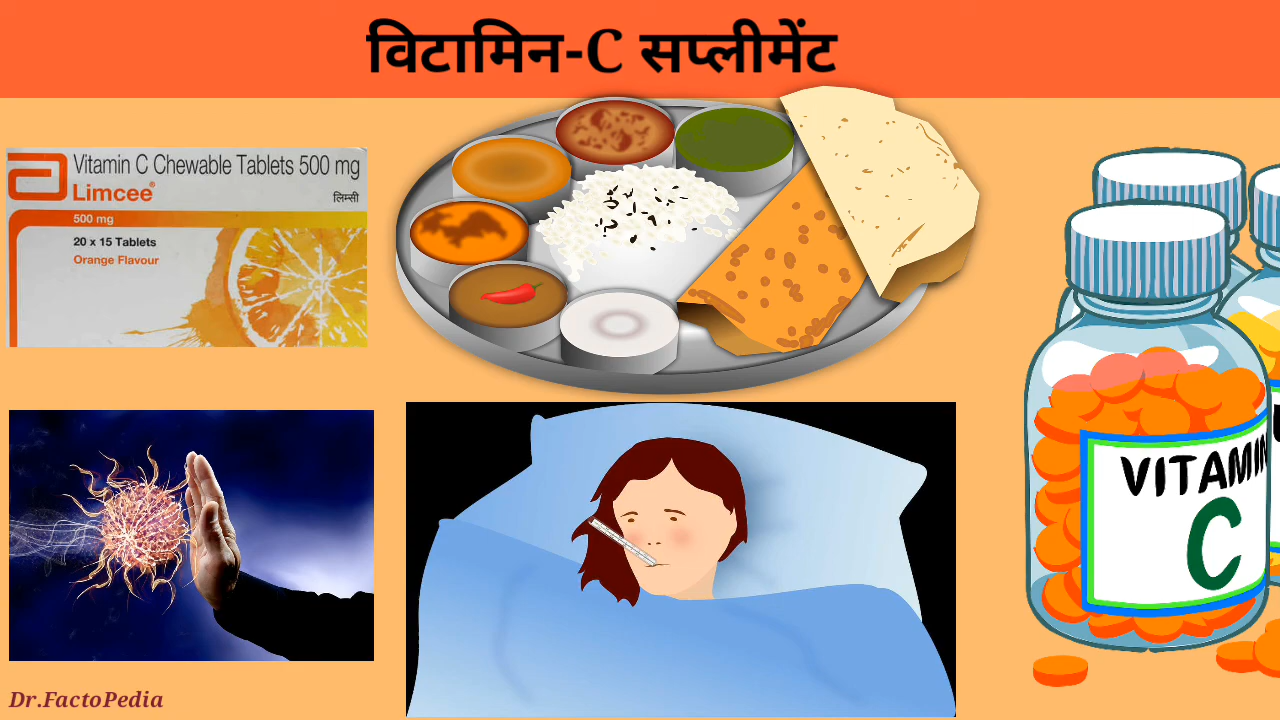 विटामिन-C सप्लीमेंट
Vitamin C Chewable Tablets 500 mg
Limcee®
लिम्सी
500 mg
20 x 15 Tablets
Orange Flavour
VITAMIN
C
Dr.FactoPedia